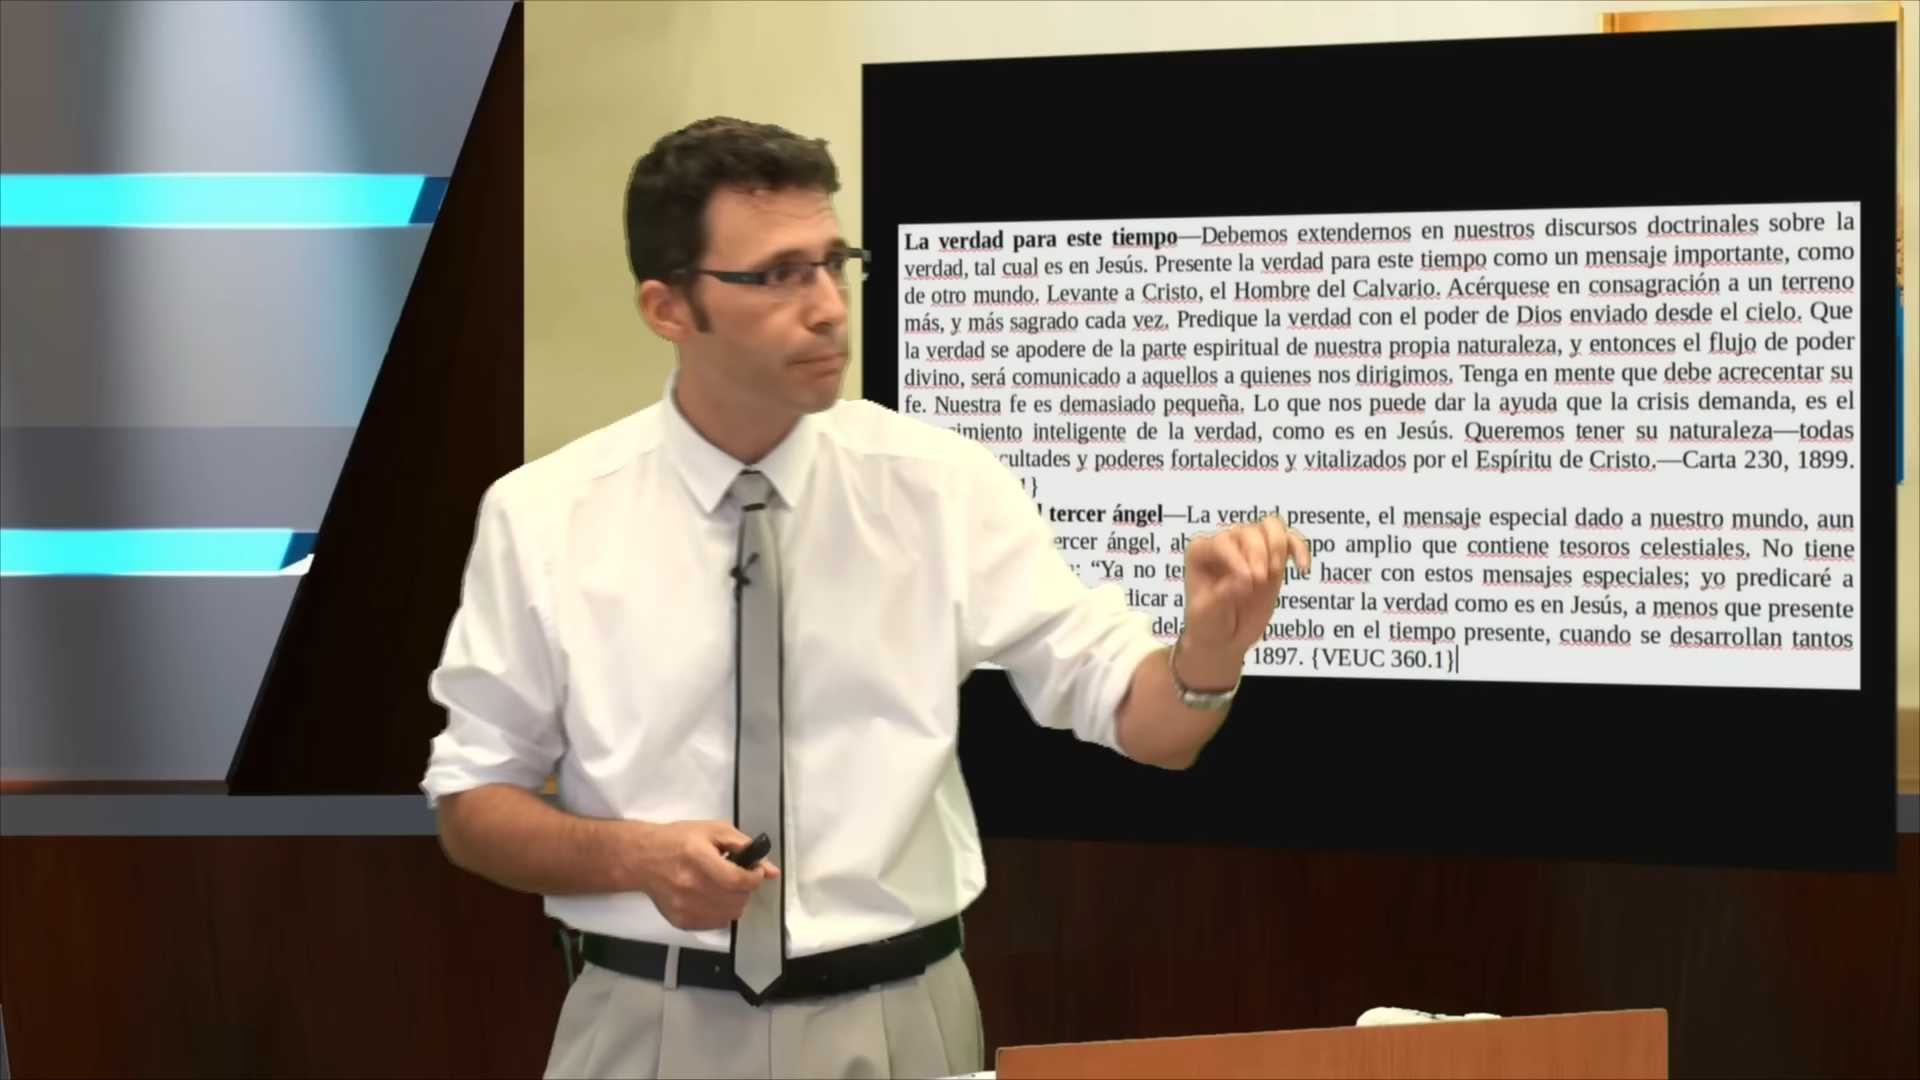 La verdad para este tiempo—Debemos extendernos en nuestros discursos doctrinales sobre la
verdad, tal cual es en Jesús. Presente la verdad para este tiempo como un mensaje importante, como
de otro mundo. Levante a Cristo, el Hombre del Calvario. Acérquese en consagración a un terreno
más, y más sagrado cada vez. Predique la verdad con el poder de Dios enviado desde el cielo. Que
la verdad se apodere de la parte espiritual de nuestra propia naturaleza, y entonces el flujo de poder
divino, será comunicado a aquellos a quienes nos dirigimos. Tenga en mente que debe acrecentar su
fe. Nuestra fe es demasiado pequeña. Lo que nos puede dar la ayuda que la crisis demanda, es el
inteligente de la verdad, como es en Jesús. Queremos tener su naturaleza—todas
y poderes fortalecidos y vitalizados por el Espíritu de Cristo.—Carta 230, 1899.
1}
tercer ángel—La verdad presente, el mensaje especial dado a nuestro mundo, aun
ángel, amplio que contiene tesoros celestiales. No tiene
“Ya no que hacer con estos mensajes especiales; yo predicaré a
a presentar la verdad como es en Jesús, a menos que presente
pueblo en el tiempo presente, cuando se desarrollan tantos
1897. {VEUC 360.1}